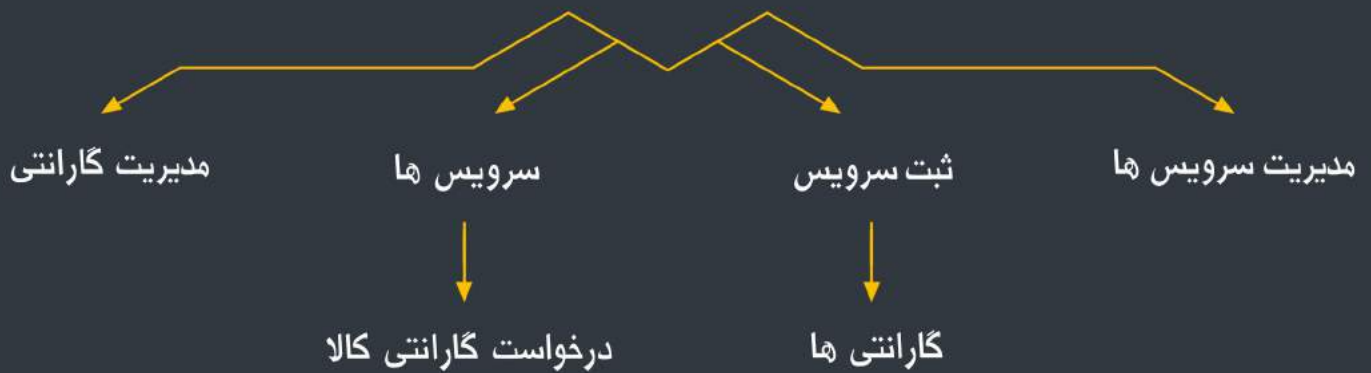 مدیریت سرویس ها
ثبت سرویس
سرویس ها
مدیریت گارانتی
گارانتی ها
درخواست گارانتی کالا